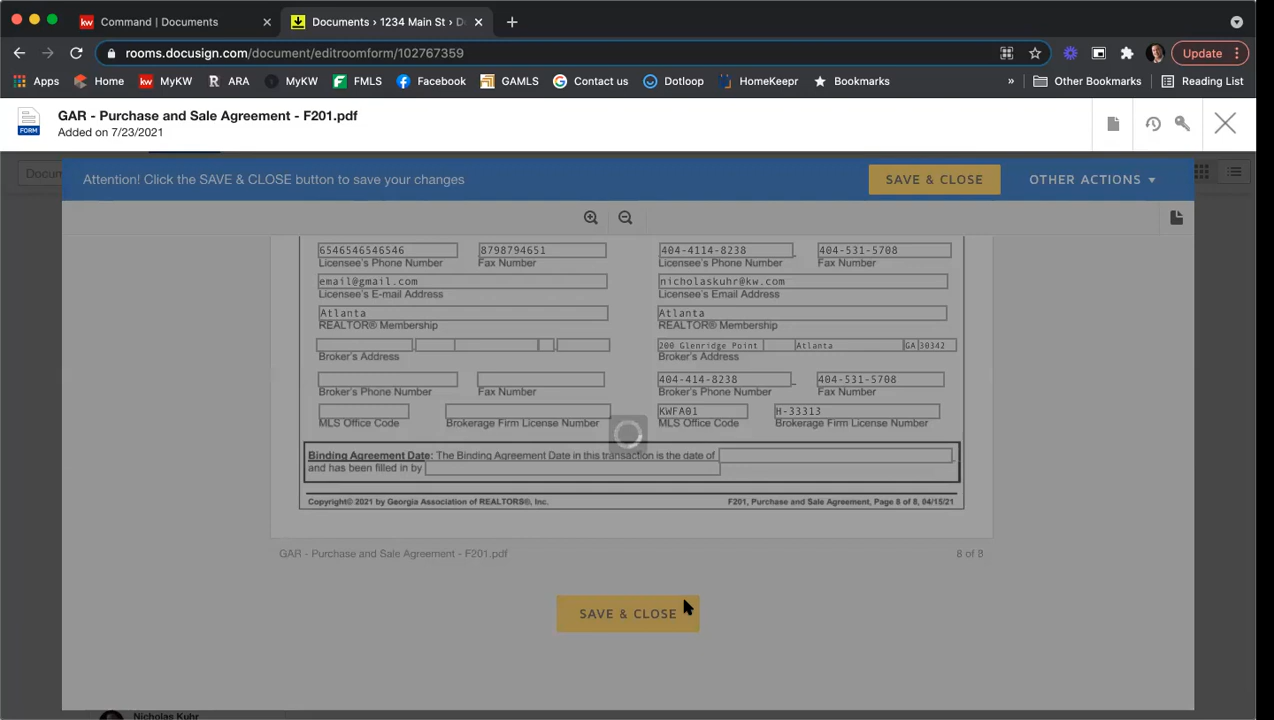 Command | Documents
Documents › 1234 Main St › D
Update
rooms.docusign.com/document/editroomform/102767359
Apps
Home
kw MyKW
R ARA
MyKW
FMLS
Facebook
GAMLS
Contact us
Dotloop
HomeKeepr
Bookmarks
»
Other Bookmarks
Reading List
GAR - Purchase and Sale Agreement - F201.pdf
Added on 7/23/2021
FORM
Docum
Attention! Click the SAVE & CLOSE button to save your changes
SAVE & CLOSE
OTHER ACTIONS
6546546546546 8798794651 404-4114-8238 404-531-5708
Licensee's Phone Number Fax Number Licensee's Phone Number Fax Number
email@gmail.com nicholaskuhr@kw.com
Licensee's E-mail Address Licensee's Email Address
Atlanta Atlanta
REALTOR® Membership REALTOR® Membership
200 Glenridge Point Atlanta GA 30342
Broker's Address Broker's Address
404-414-8238 404-531-5708
Broker's Phone Number Fax Number Broker's Phone Number Fax Number
KWFA01 H-33313
MLS Office Code Brokerage Firm License Number MLS Office Code Brokerage Firm License Number
Binding Agreement Date: The Binding Agreement Date in this transaction is the date of
and has been filled in by
Copyright© 2021 by Georgia Association of REALTORS®, Inc. F201, Purchase and Sale Agreement, Page 8 of 8, 04/15/21
GAR - Purchase and Sale Agreement - F201.pdf 8 of 8
SAVE & CLOSE
Nicholas Kuhr